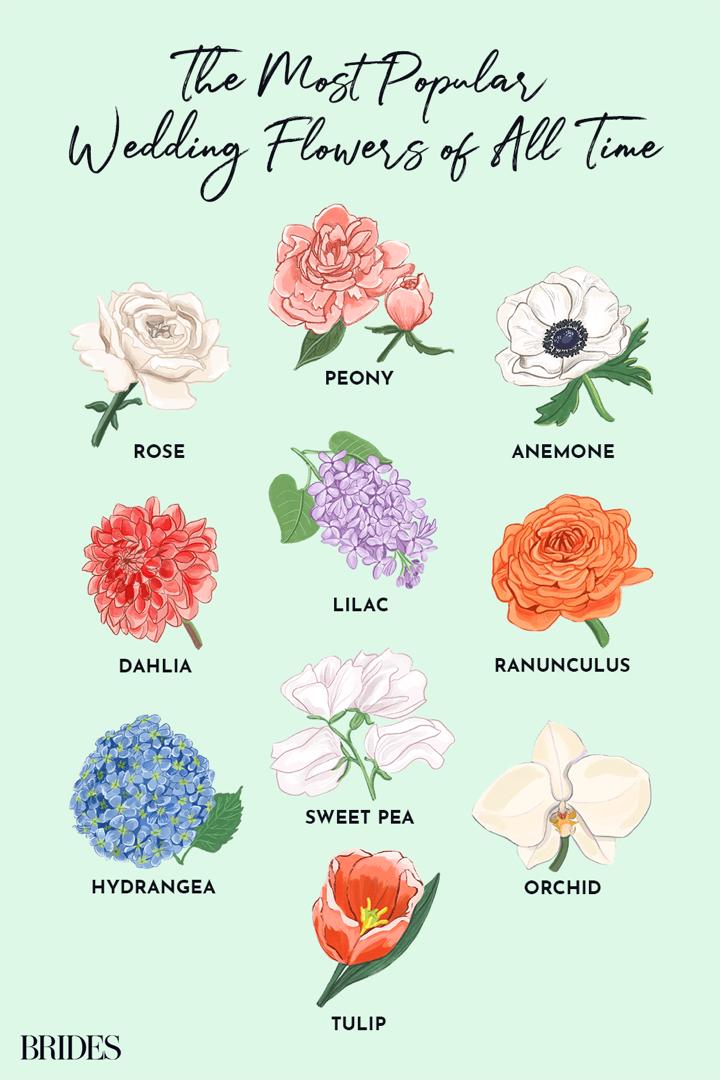 The Most Popular
Wedding Flowers of All Time
PEONY
ROSE
ANEMONE
LILAC
DAHLIA
RANUNCULUS
SWEET PEA
HYDRANGEA
ORCHID
TULIP
BRIDES